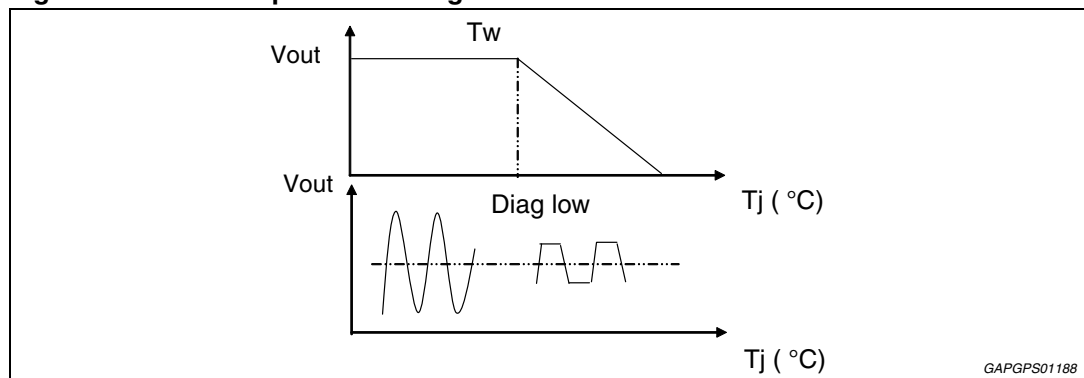 Tw
Vout
Vout
Tj ( °C)
Diag low
Tj ( °C)
GAPGPS01188